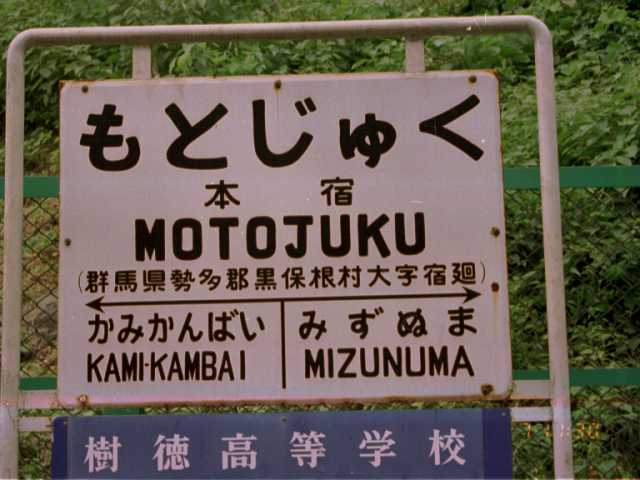 もとじゅく
本宿
MOTOJUKU
(群馬県勢多郡黒保根村大字宿廻)
かみかんばい みずぬま
KAMI-KAMBAI MIZUNUMA
樹徳高等学校